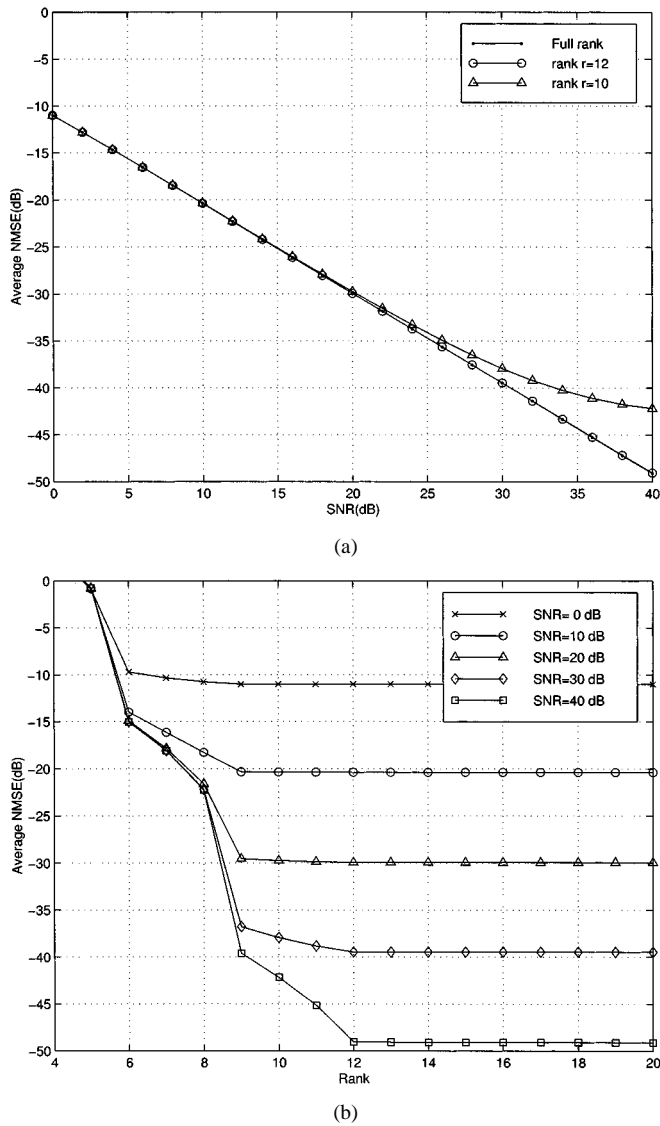 0
−5
−10
−15
−20
−25
−30
−35
−40
−45
−50
Average NMSE(dB)
Full rank
rank r=12
rank r=10
0 5 10 15 20 25 30 35 40
SNR(dB)
(a)
0
−5
−10
−15
−20
−25
−30
−35
−40
−45
−50
Average NMSE(dB)
SNR= 0 dB
SNR=10 dB
SNR=20 dB
SNR=30 dB
SNR=40 dB
4 6 8 10 12 14 16 18 20
Rank
(b)